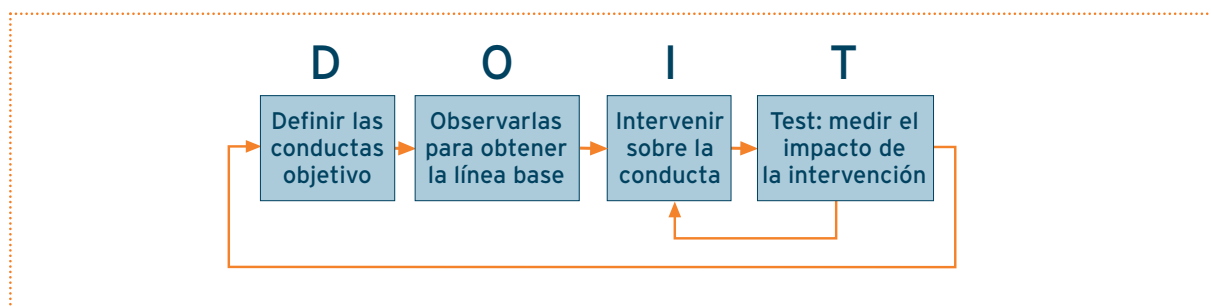 D O I T
Definir las
conductas
objetivo
Observarlas
para obtener
la línea base
Intervenir
sobre la
conducta
Test: medir el
impacto de
la intervención